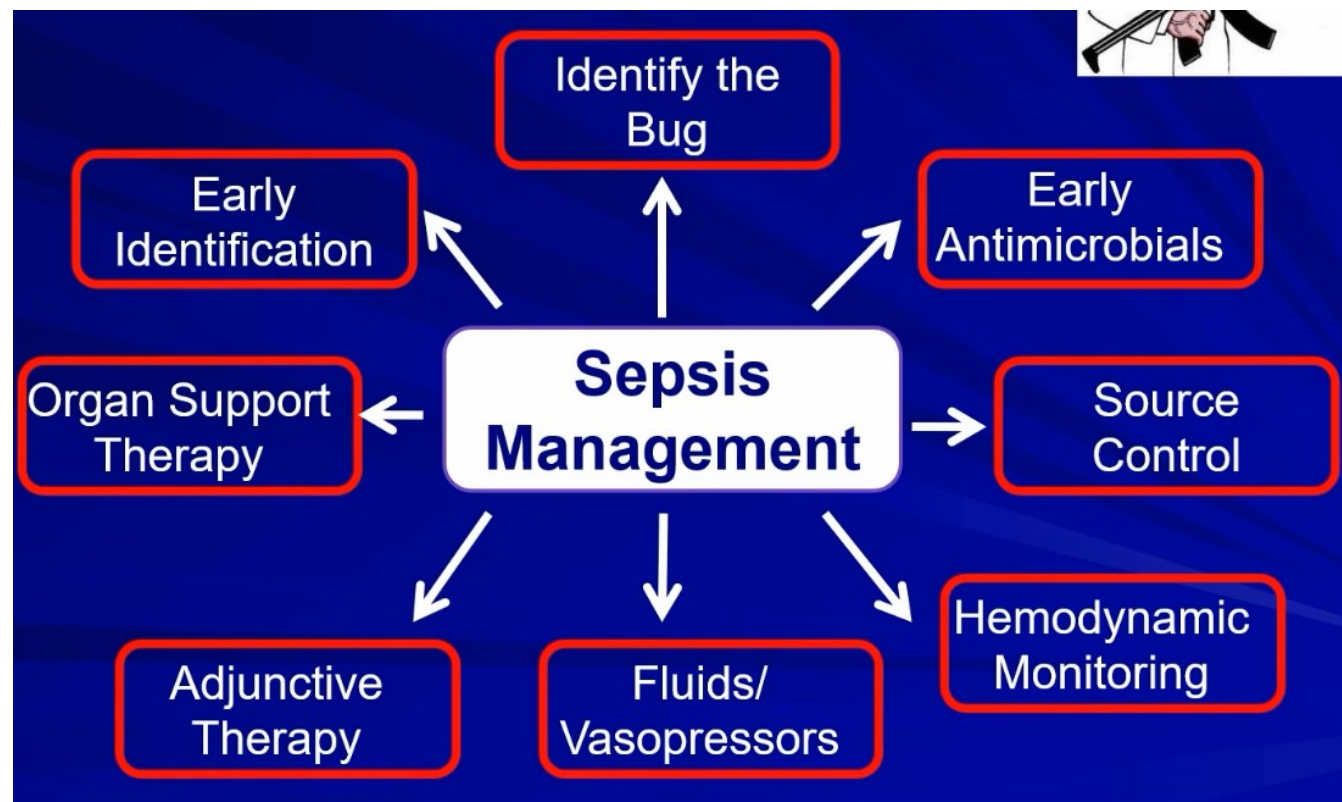 Identify the
Bug
Early
Identification
Early
Antimicrobials
Sepsis
Management
Organ Support
Therapy
Source
Control
Hemodynamic
Monitoring
Adjunctive
Therapy
Fluids/
Vasopressors